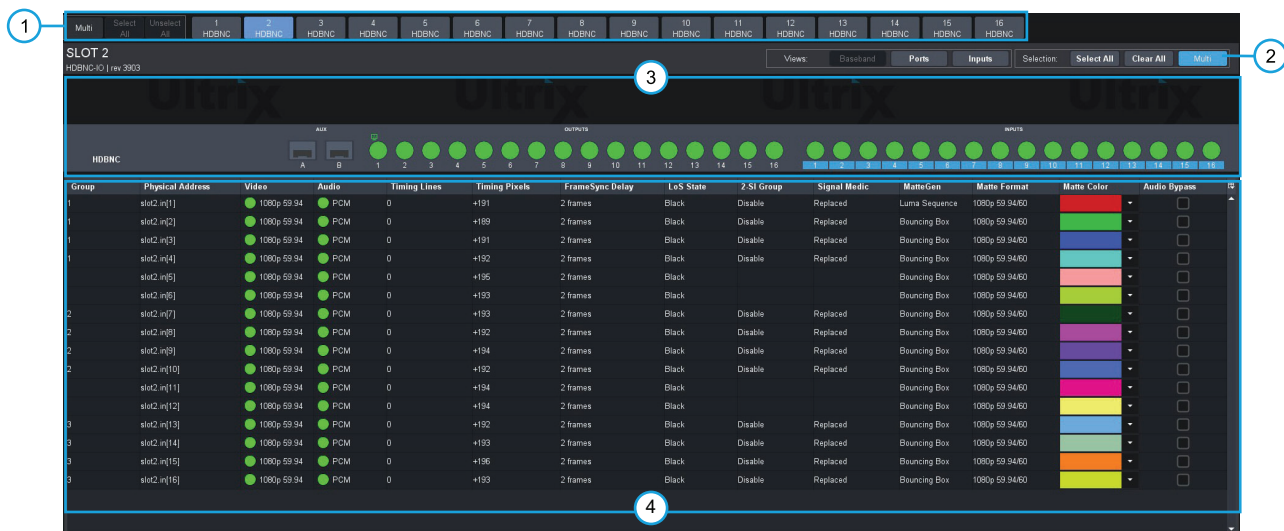 1
Multi Select All Unselect All 1 HDBNC 2 HDBNC 3 HDBNC 4 HDBNC 5 HDBNC 6 HDBNC 7 HDBNC 8 HDBNC 9 HDBNC 10 HDBNC 11 HDBNC 12 HDBNC 13 HDBNC 14 HDBNC 15 HDBNC 16 HDBNC
SLOT 2
HDBNC-IO | rev 3903
Views: Baseband Ports Inputs Selection: Select All Clear All Multi
2
3
Ultrix Ultrix Ultrix Ultrix
AUX OUTPUTS INPUTS
HDBNC A B 1 2 3 4 5 6 7 8 9 10 11 12 13 14 15 16 1 2 3 4 5 6 7 8 9 10 11 12 13 14 15 16
Group Physical Address Video Audio Timing Lines Timing Pixels FrameSync Delay LoS State 2-SI Group Signal Medic MatteGen Matte Format Matte Color Audio Bypass
1 slot2.in[1] 1080p 59.94 PCM 0 +191 2 frames Black Disable Replaced Luma Sequence 1080p 59.94/60
1 slot2.in[2] 1080p 59.94 PCM 0 +189 2 frames Black Disable Replaced Bouncing Box 1080p 59.94/60
1 slot2.in[3] 1080p 59.94 PCM 0 +191 2 frames Black Disable Replaced Bouncing Box 1080p 59.94/60
1 slot2.in[4] 1080p 59.94 PCM 0 +192 2 frames Black Disable Replaced Bouncing Box 1080p 59.94/60
slot2.in[5] 1080p 59.94 PCM 0 +195 2 frames Black Bouncing Box 1080p 59.94/60
slot2.in[6] 1080p 59.94 PCM 0 +193 2 frames Black Bouncing Box 1080p 59.94/60
2 slot2.in[7] 1080p 59.94 PCM 0 +193 2 frames Black Disable Replaced Bouncing Box 1080p 59.94/60
2 slot2.in[8] 1080p 59.94 PCM 0 +192 2 frames Black Disable Replaced Bouncing Box 1080p 59.94/60
2 slot2.in[9] 1080p 59.94 PCM 0 +194 2 frames Black Disable Replaced Bouncing Box 1080p 59.94/60
2 slot2.in[10] 1080p 59.94 PCM 0 +192 2 frames Black Disable Replaced Bouncing Box 1080p 59.94/60
slot2.in[11] 1080p 59.94 PCM 0 +194 2 frames Black Bouncing Box 1080p 59.94/60
slot2.in[12] 1080p 59.94 PCM 0 +194 2 frames Black Bouncing Box 1080p 59.94/60
3 slot2.in[13] 1080p 59.94 PCM 0 +192 2 frames Black Disable Replaced Bouncing Box 1080p 59.94/60
3 slot2.in[14] 1080p 59.94 PCM 0 +193 2 frames Black Disable Replaced Bouncing Box 1080p 59.94/60
3 slot2.in[15] 1080p 59.94 PCM 0 +196 2 frames Black Disable Replaced Bouncing Box 1080p 59.94/60
3 slot2.in[16] 1080p 59.94 PCM 0 +193 2 frames Black Disable Replaced Bouncing Box 1080p 59.94/60
4